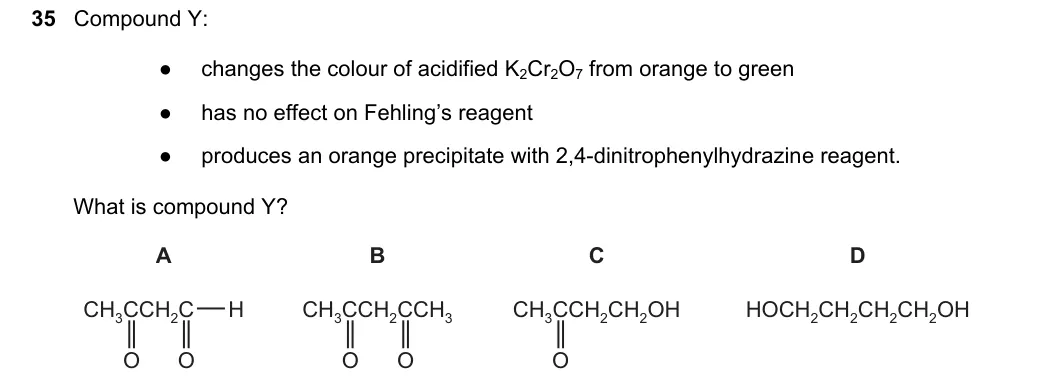 35 Compound Y:
● changes the colour of acidified K₂Cr₂O₇ from orange to green
● has no effect on Fehling's reagent
● produces an orange precipitate with 2,4-dinitrophenylhydrazine reagent.
What is compound Y?
A B C D
CH₃CCH₂C—H CH₃CCH₂CCH₃ CH₃CCH₂CH₂OH HOCH₂CH₂CH₂CH₂OH
O O O O O